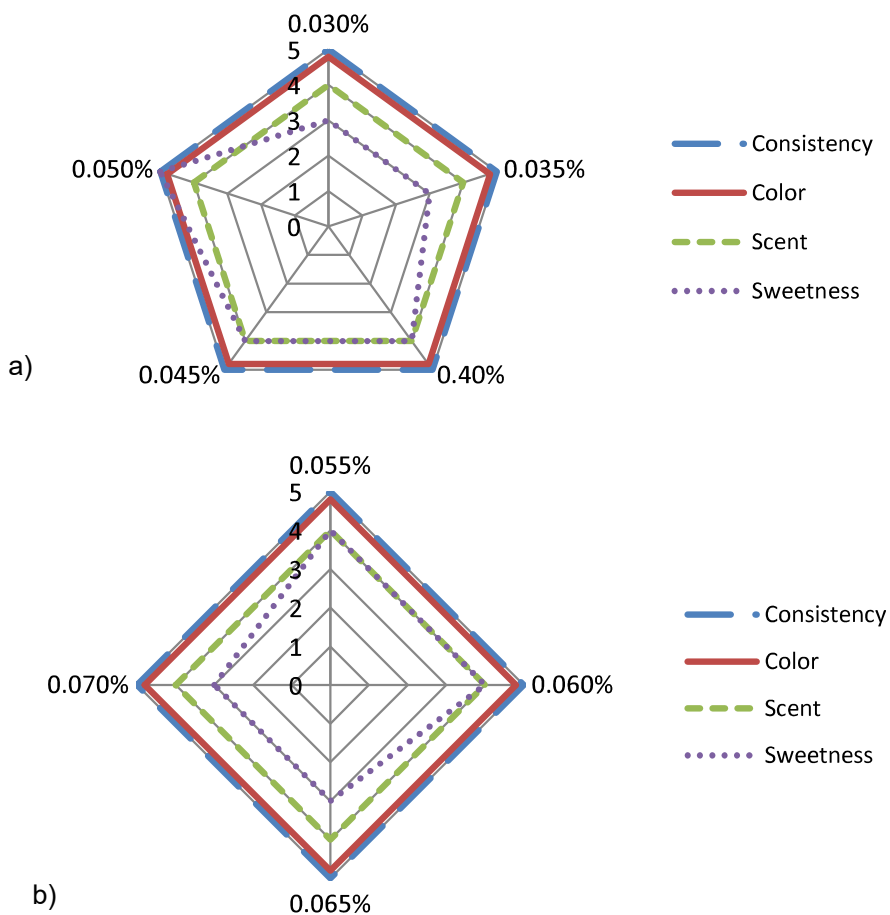 0.030%
5
4
3
2
1
0
0.050%
0.035%
0.045%
0.40%
Consistency
Color
Scent
Sweetness
a)
0.055%
5
4
3
2
1
0
0.070%
0.060%
0.065%
Consistency
Color
Scent
Sweetness
b)